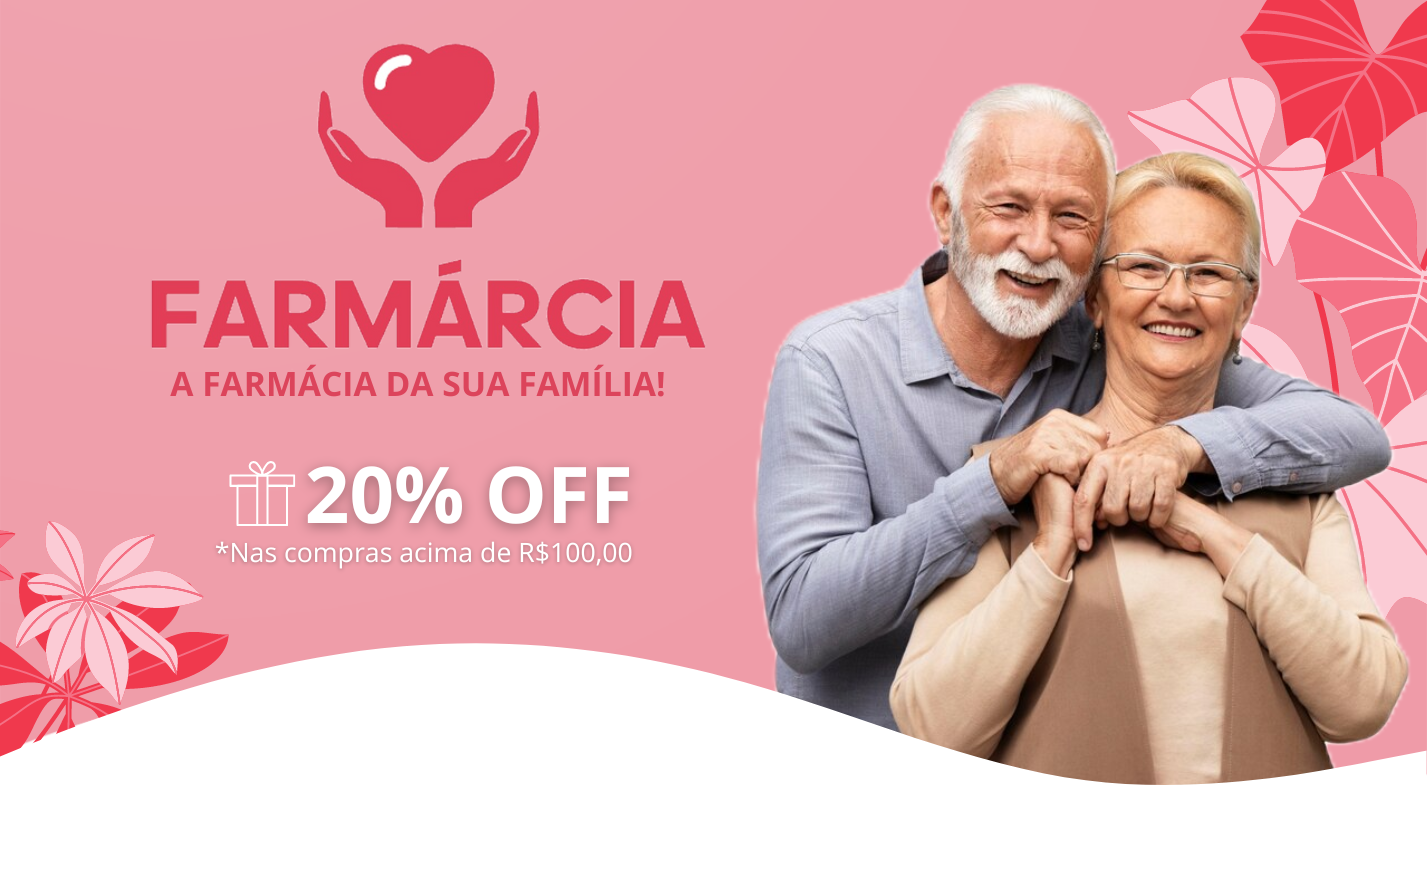 FARMÁRCIA
A FARMÁCIA DA SUA FAMÍLIA!
20% OFF
*Nas compras acima de R$100,00